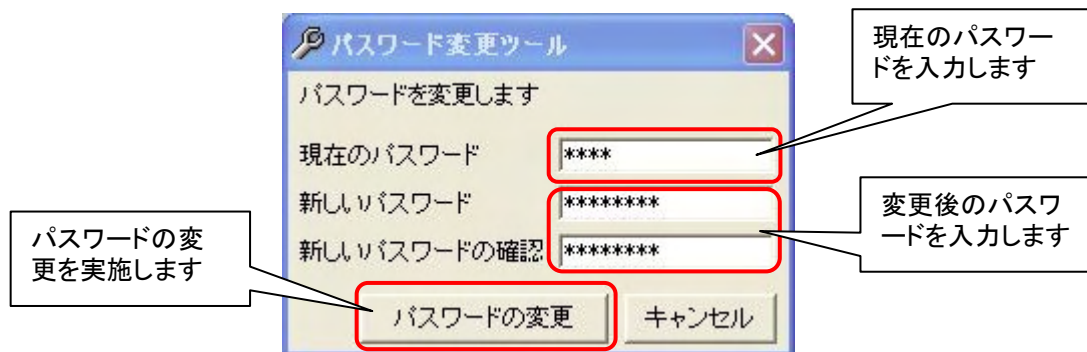 パスワード変更ツール
現在のパスワー
ドを入力します
パスワードを変更します
現在のパスワード
****
新しいパスワード
********
新しいパスワードの確認
********
変更後のパスワ
ードを入力します
パスワードの変
更を実施します
パスワードの変更
キャンセル